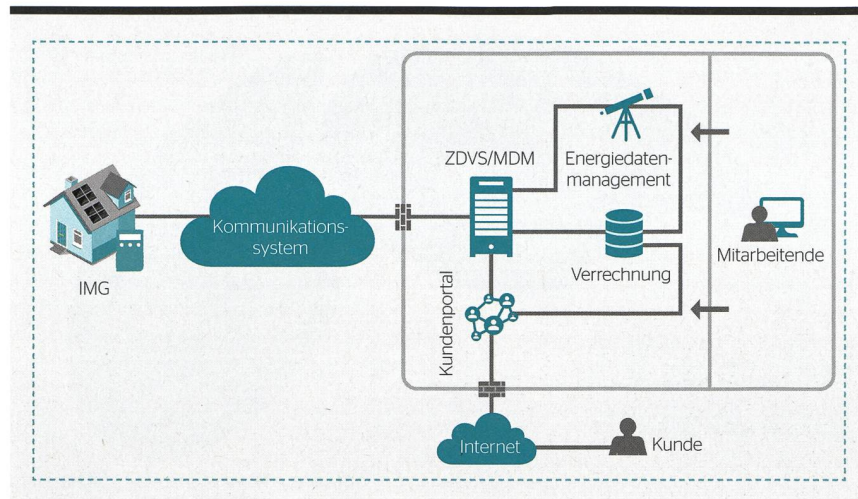 ZDVS/MDM
Energiedaten-
management
Kommunikations-
system
IMG
Verrechnung
Mitarbeitende
Kundenportal
Internet
Kunde